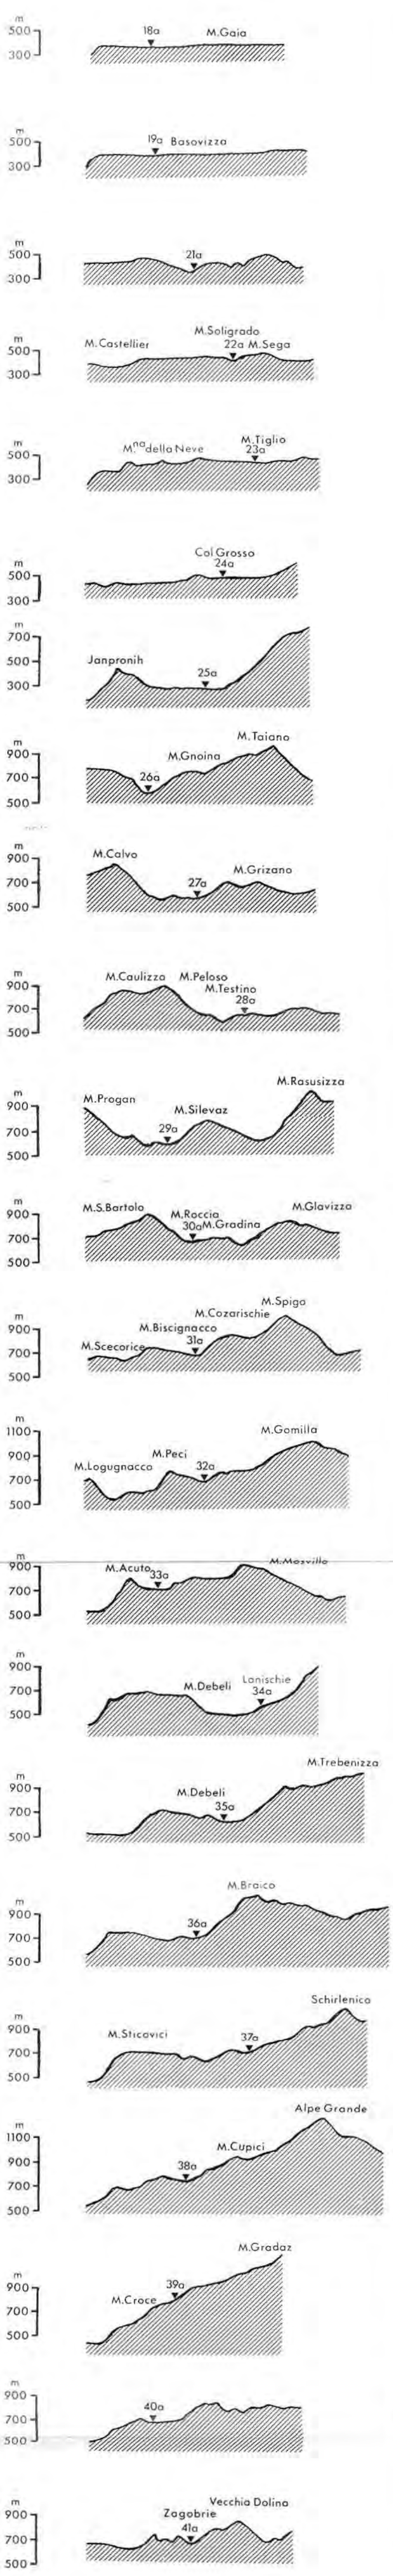 m
18a M.Gaia
500
300
m
19a Basovizza
500
300
m
21a
500
300
m
M.Soligrado
M.Castellier 22a M.Sega
500
300
m
M.na della Neve M.Tiglio
23a
500
300
m
Col Grosso
24a
500
300
m
700
Janpronih
500 25a
300
m
M.Taiano
900 M.Gnoina
26a
700
500
m
M.Calvo
900 M.Grizano
27a
700
500
m
M.Caulizzo M.Peloso
M.Testino
900 28a
700
500
m
M.Rasusizza
M.Progan
900 M.Silevaz
29a
700
500
m
M.S.Bartolo M.Roccia M.Glavizza
900 30a M.Gradina
700
500
m
M.Spigo
M.Cozarischie
M.Biscignacco
900 31a
M.Scecorice
700
500
m
1100 M.Gomilla
M.Peci
900 M.Logugnacco 32a
700
500
m
900 M.Acuto 33a
700
500
m
900
Lanischie
700 M.Debeli 34a
500
m
M.Trebenizza
900 M.Debeli
35a
700
500
m
M.Braico
900 36a
700
500
m
Schirlenico
900 M.Sticovici 37a
700
500
m
Alpe Grande
1100 M.Cupici
38a
900
700
500
m
M.Gradaz
900 39a
M.Croce
700
500
m
900
40a
700
500
m
Vecchia Dolina
Zagobrie
900 41a
700
500